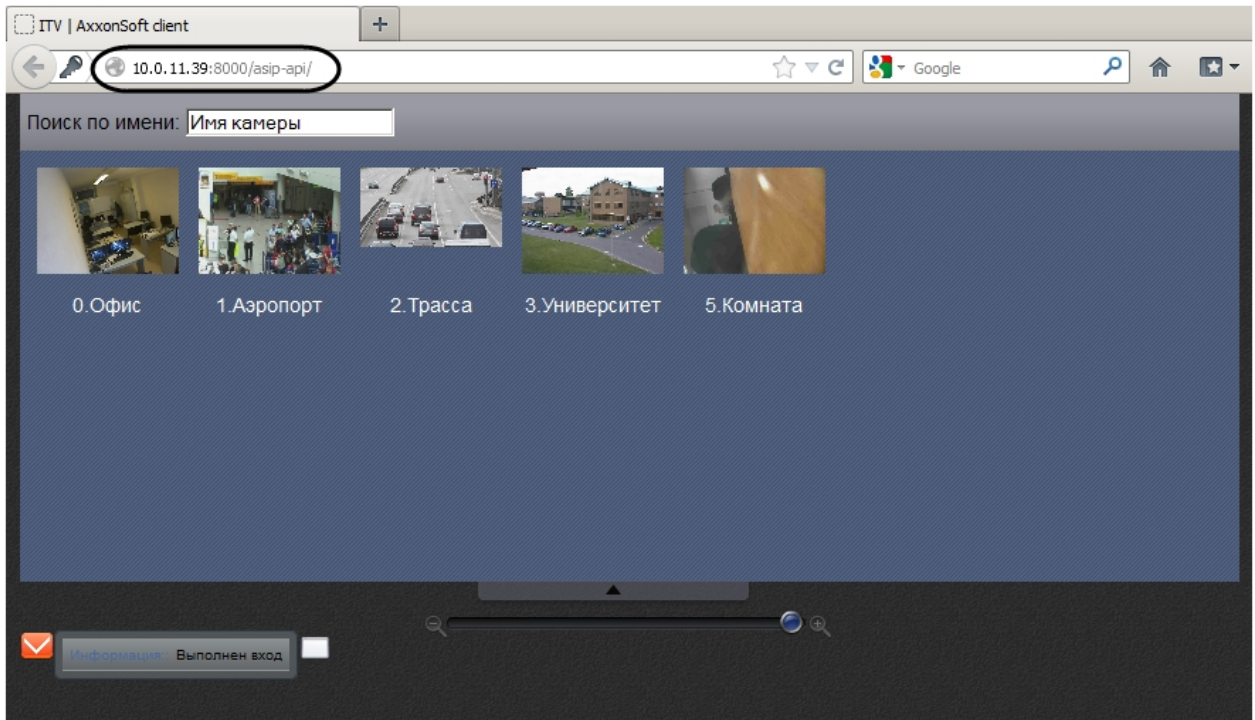 ITV | AxxonSoft client
10.0.11.39:8000/asip-api/
Google
Поиск по имени: Имя камеры
0.Офис 1.Аэропорт 2.Трасса 3.Университет 5.Комната
Информация: Выполнен вход